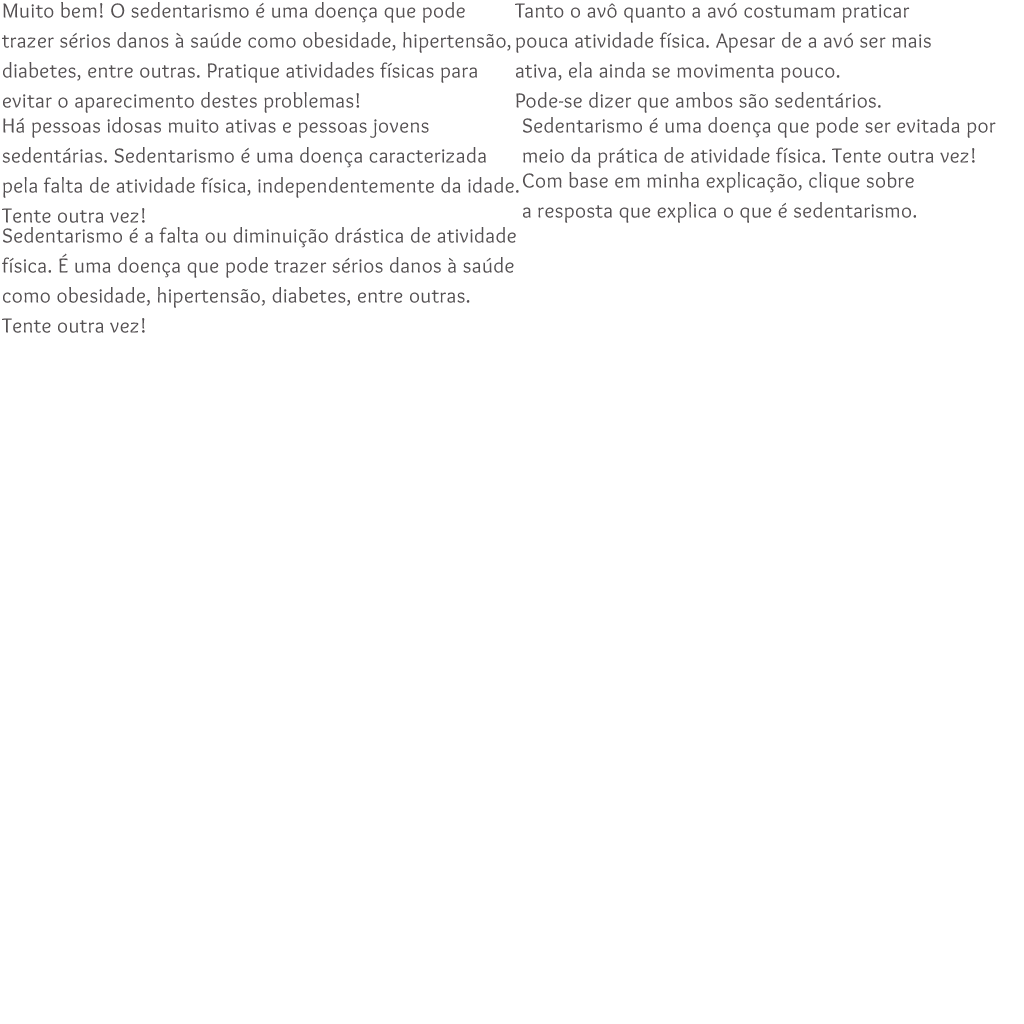 Muito bem! O sedentarismo é uma doença que pode
trazer sérios danos à saúde como obesidade, hipertensão,
diabetes, entre outras. Pratique atividades físicas para
evitar o aparecimento destes problemas!
Tanto o avô quanto a avó costumam praticar
pouca atividade física. Apesar de a avó ser mais
ativa, ela ainda se movimenta pouco.
Pode-se dizer que ambos são sedentários.
Há pessoas idosas muito ativas e pessoas jovens
sedentárias. Sedentarismo é uma doença caracterizada
pela falta de atividade física, independentemente da idade.
Tente outra vez!
Sedentarismo é uma doença que pode ser evitada por
meio da prática de atividade física. Tente outra vez!
Com base em minha explicação, clique sobre
a resposta que explica o que é sedentarismo.
Sedentarismo é a falta ou diminuição drástica de atividade
física. É uma doença que pode trazer sérios danos à saúde
como obesidade, hipertensão, diabetes, entre outras.
Tente outra vez!